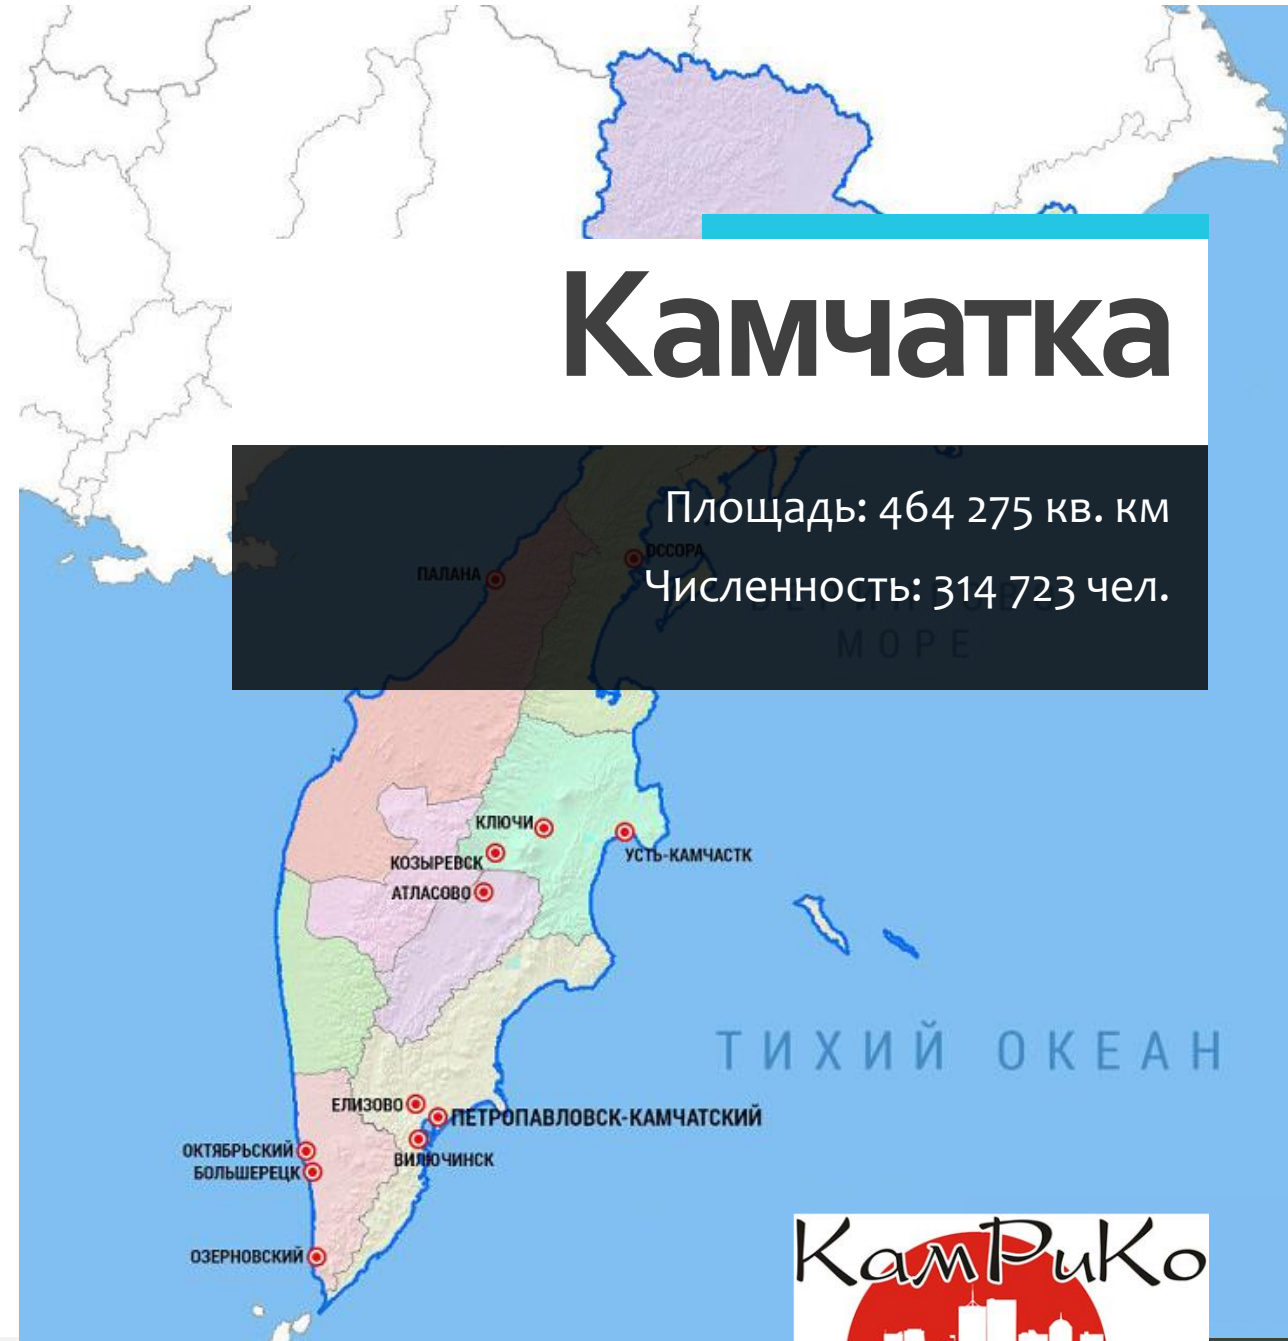 Камчатка
Площадь: 464 275 кв. км
ОССОРА
ПАЛАНА
Численность: 314 723 чел.
МОРЕ
КЛЮЧИ
КОЗЫРЕВСК
УСТЬ-КАМЧАСТК
АТЛАСОВО
ТИХИЙ ОКЕАН
ЕЛИЗОВО
ПЕТРОПАВЛОВСК-КАМЧАТСКИЙ
ОКТЯБРЬСКИЙ
ВИЛЮЧИНСК
БОЛЬШЕРЕЦК
ОЗЕРНОВСКИЙ
КамРиКо